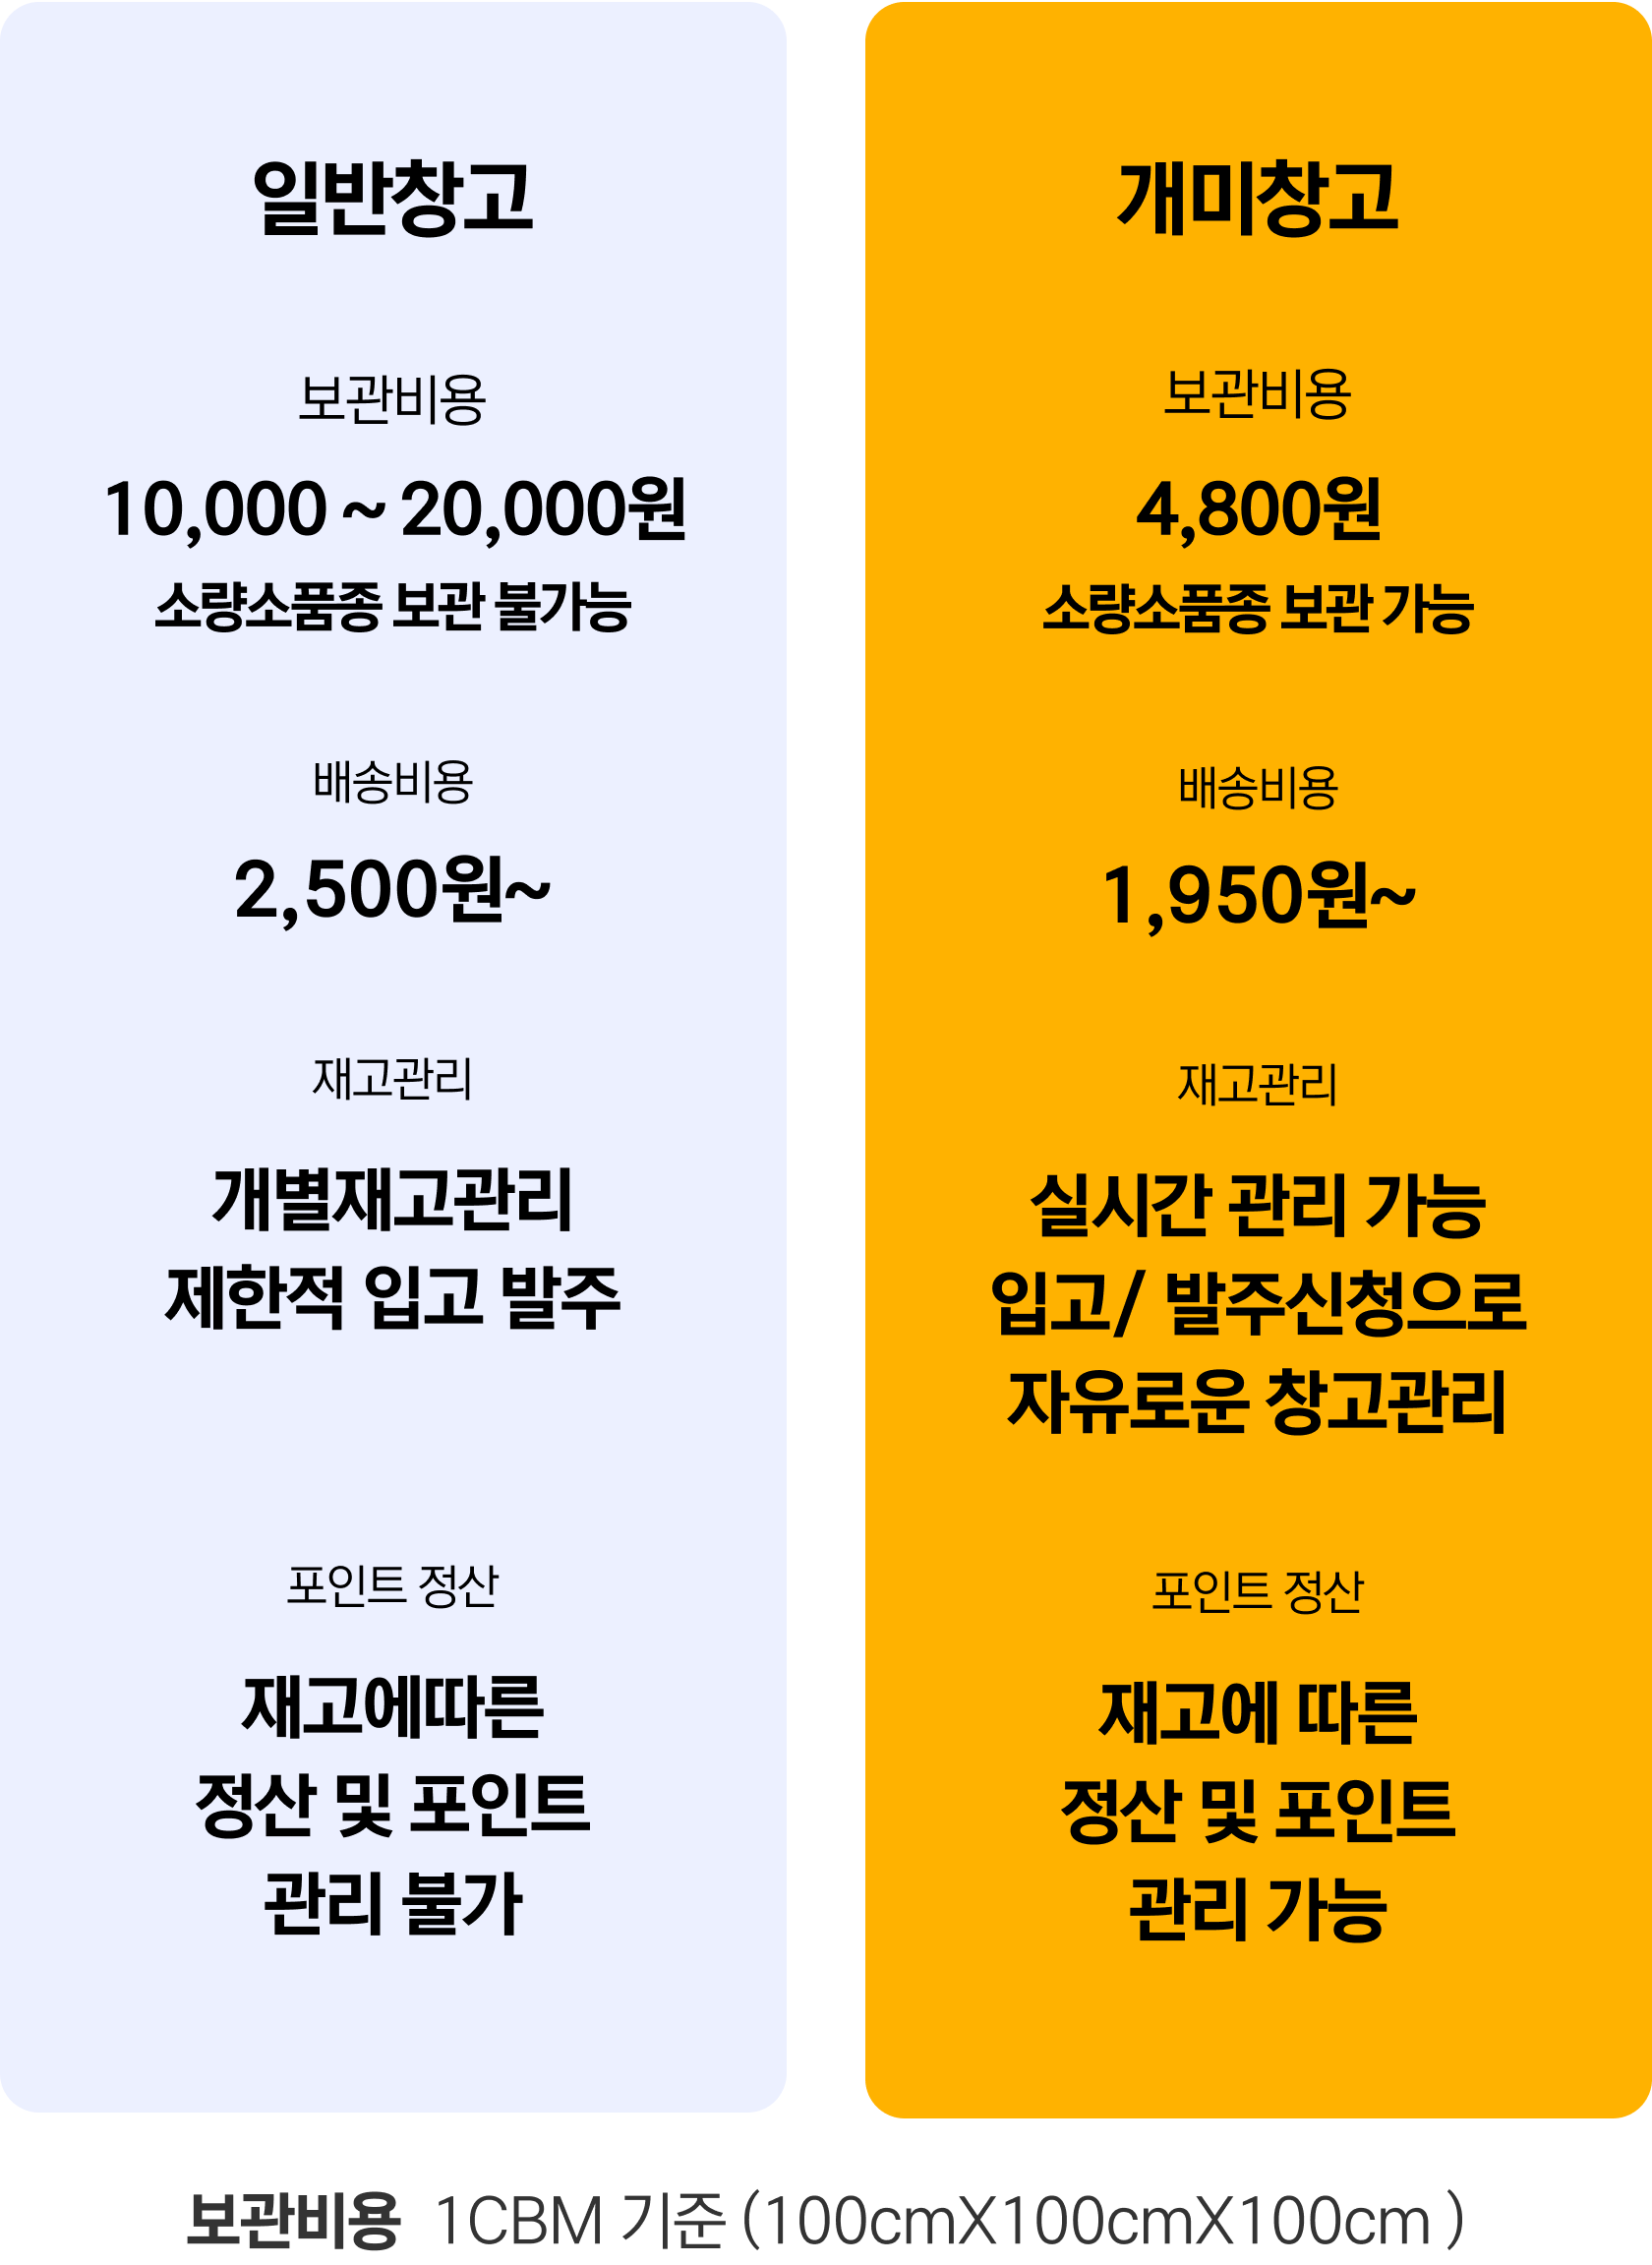 일반창고
보관비용
10,000 ~ 20,000원
소량소품종 보관 불가능
배송비용
2,500원~
재고관리
개별재고관리
제한적 입고 발주
포인트 정산
재고에따른
정산 및 포인트
관리 불가
개미창고
보관비용
4,800원
소량소품종 보관 가능
배송비용
1,950원~
재고관리
실시간 관리 가능
입고/ 발주신청으로
자유로운 창고관리
포인트 정산
재고에 따른
정산 및 포인트
관리 가능
보관비용 1CBM 기준 (100cmX100cmX100cm )